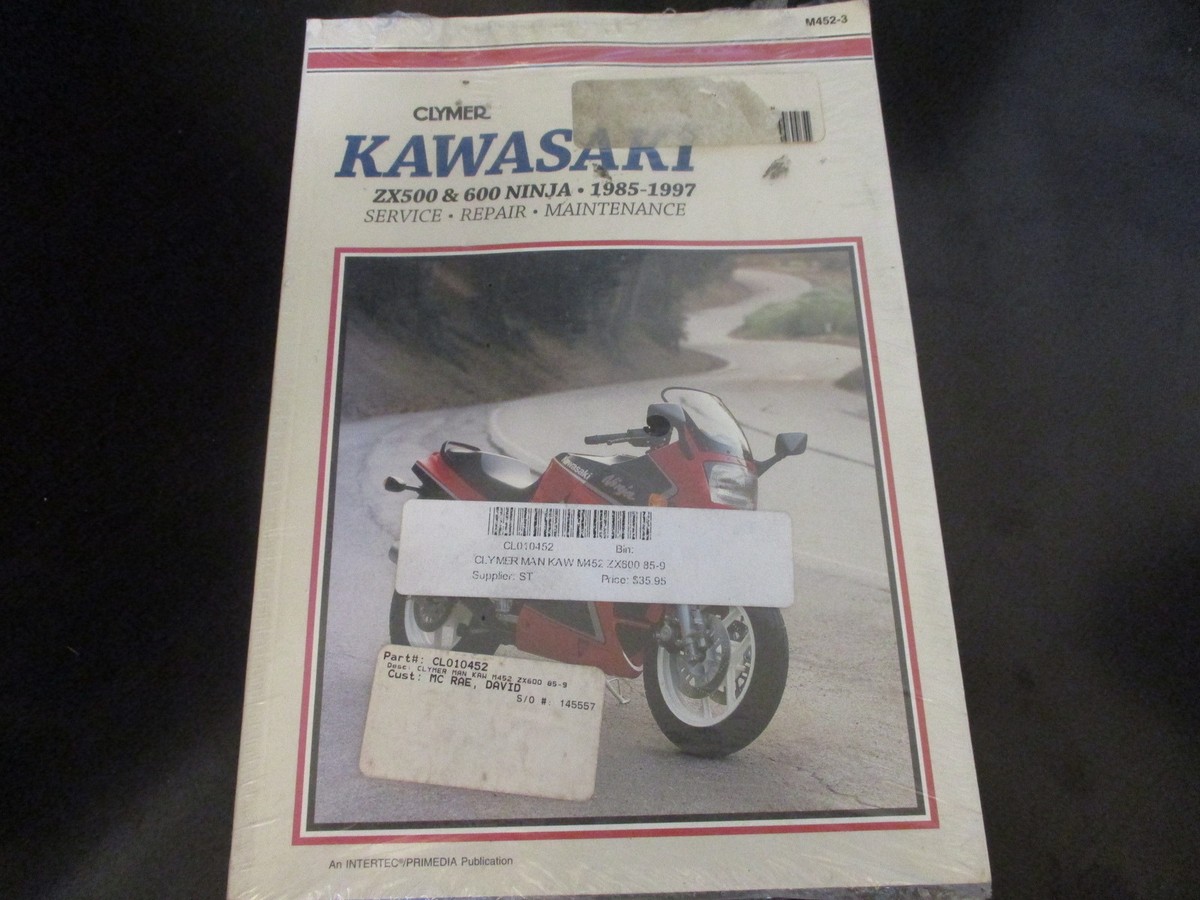 M452-3
CLYMER
KAWASAKI
ZX500 & 600 NINJA • 1985-1997
SERVICE • REPAIR • MAINTENANCE
Kawasaki Ninja
CL010452 Bin:
CLYMER MAN KAW M452 ZX500 85-9
Supplier: ST Price: $35.95
Part#: CL010452
Desc: CLYMER MAN KAW M452 ZX600 85-9
Cust: MC RAE, DAVID
S/O #: 145557
An INTERTEC®/PRIMEDIA Publication